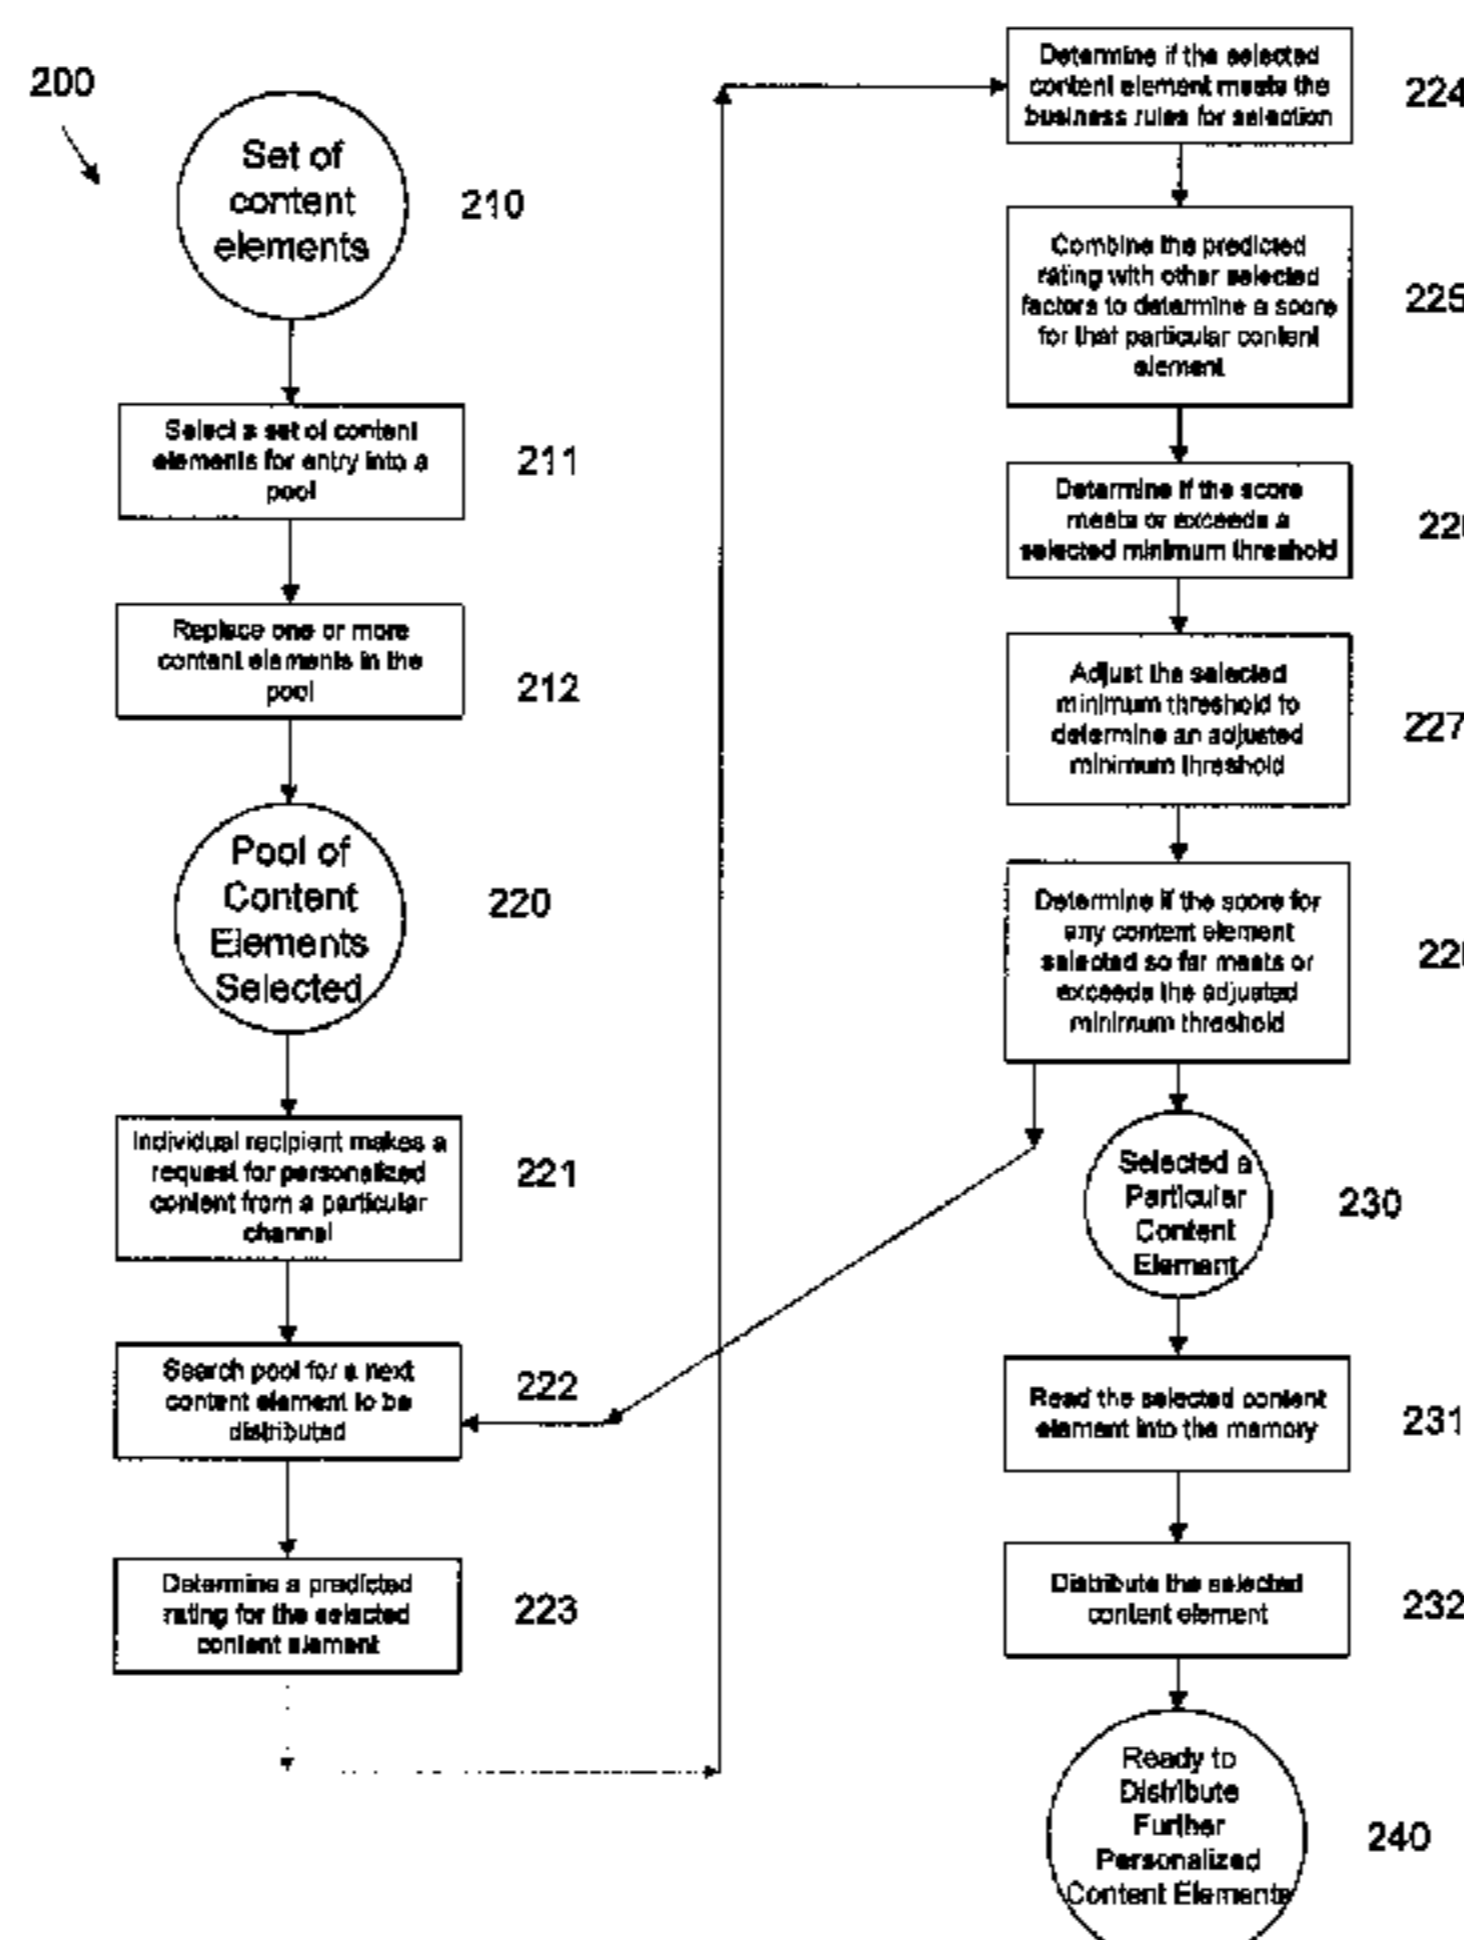 200
Set of
content
elements
210
Select a set of content
elements for entry into a
pool
211
Replace one or more
content elements in the
pool
212
Pool of
Content
Elements
Selected
220
Individual recipient makes a
request for personalized
content from a particular
channel
221
Search pool for a next
content element to be
distributed
222
Determine a predicted
rating for the selected
content element
223
Determine if the selected
content element meets the
business rules for selection
224
Combine the predicted
rating with other selected
factors to determine a score
for that particular content
element
225
Determine if the score
meets or exceeds a
selected minimum threshold
Adjust the selected
minimum threshold to
determine an adjusted
minimum threshold
227
Determine if the score for
any content element
selected so far meets or
exceeds the adjusted
minimum threshold
Selected a
Particular
Content
Element
230
Read the selected content
element into the memory
231
Distribute the selected
content element
232
Ready to
Distribute
Further
Personalized
Content Elements
240